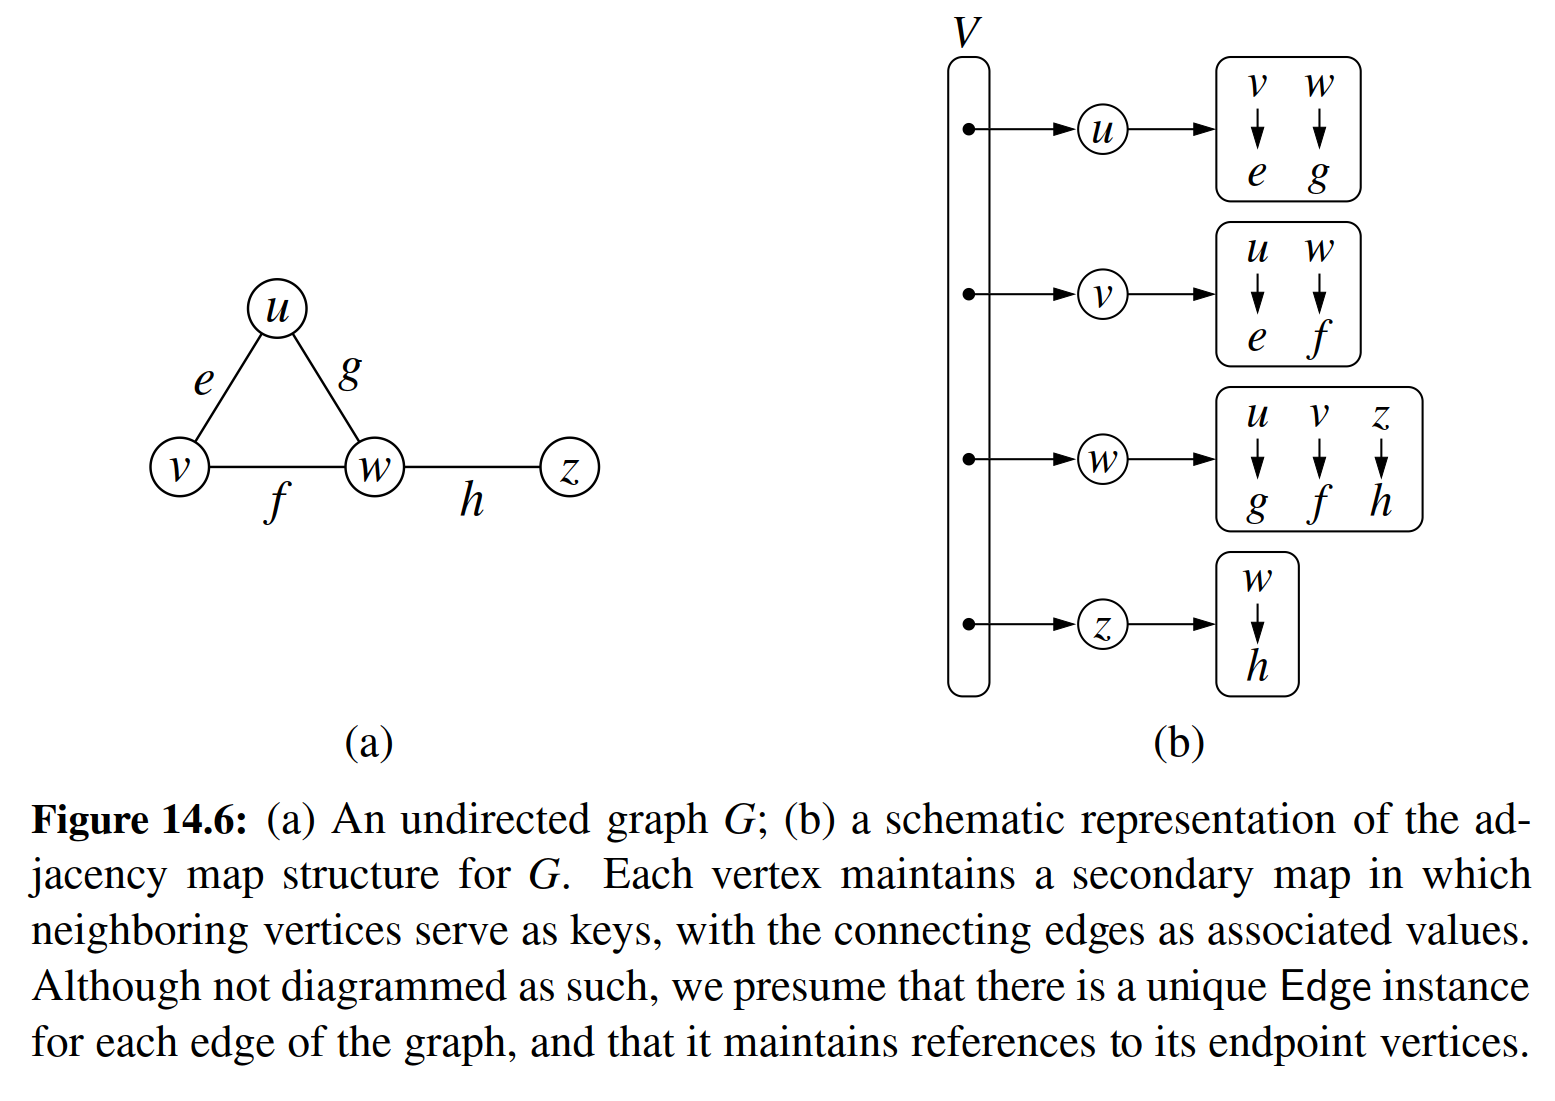 u
e
g
v
w
z
f
h
(a)
V
v w
u
e g
u w
v
e f
u v z
w
g f h
w
z
h
(b)
Figure 14.6: (a) An undirected graph G; (b) a schematic representation of the ad-
jacency map structure for G. Each vertex maintains a secondary map in which
neighboring vertices serve as keys, with the connecting edges as associated values.
Although not diagrammed as such, we presume that there is a unique Edge instance
for each edge of the graph, and that it maintains references to its endpoint vertices.